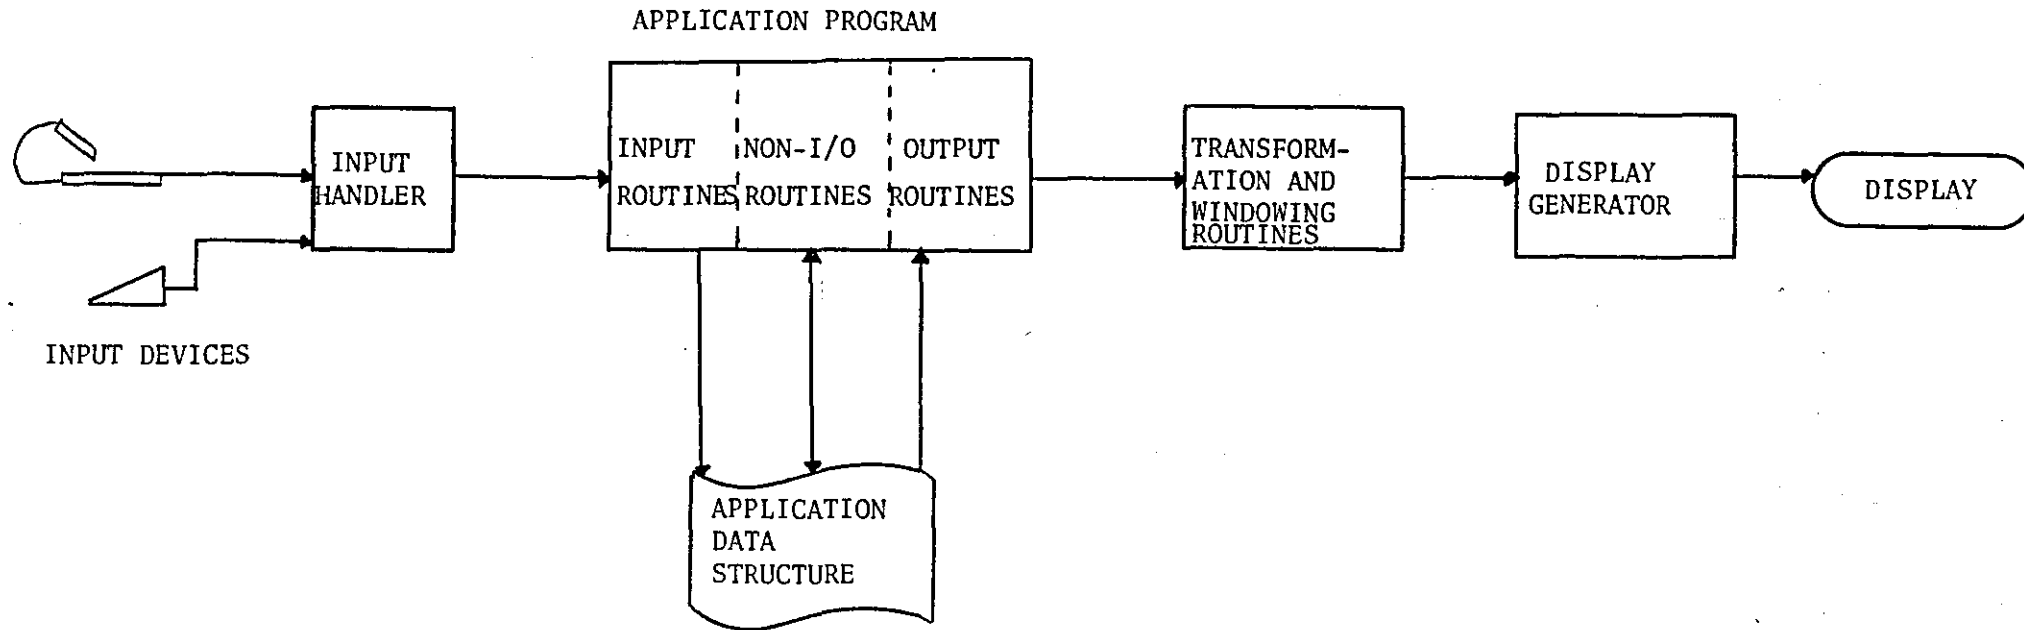 APPLICATION PROGRAM
INPUT
HANDLER
INPUT DEVICES
INPUT
ROUTINES
NON-I/O
ROUTINES
OUTPUT
ROUTINES
TRANSFORM-
ATION AND
WINDOWING
ROUTINES
DISPLAY
GENERATOR
DISPLAY
APPLICATION
DATA
STRUCTURE